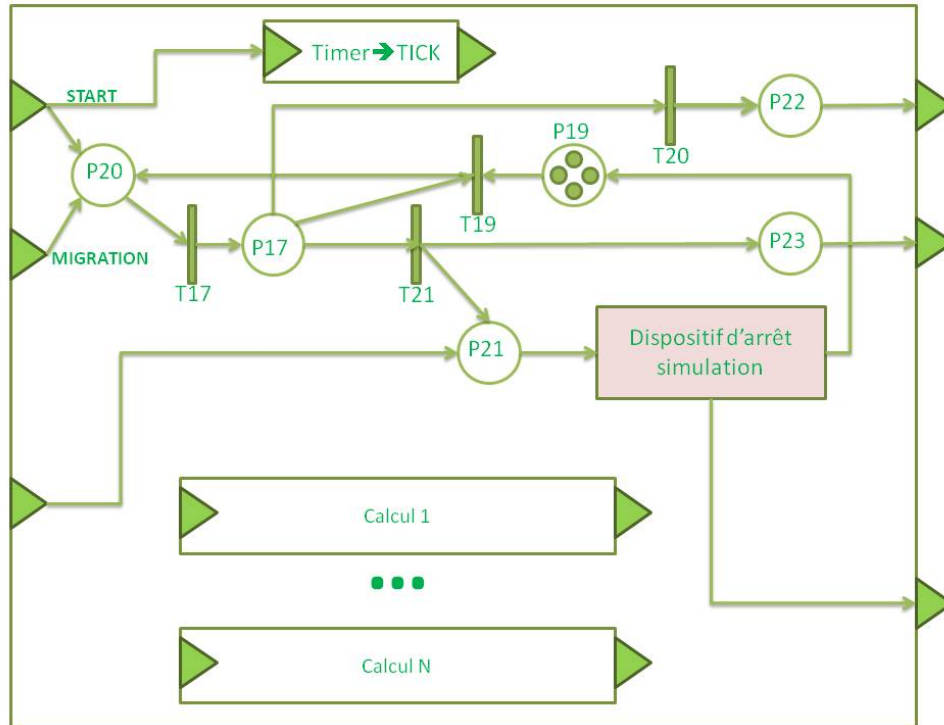 Timer➔TICK
START
P22
P19
T20
P20
T19
P17
P23
MIGRATION
T17
T21
P21
Dispositif d’arrêt
simulation
Calcul 1
...
Calcul N